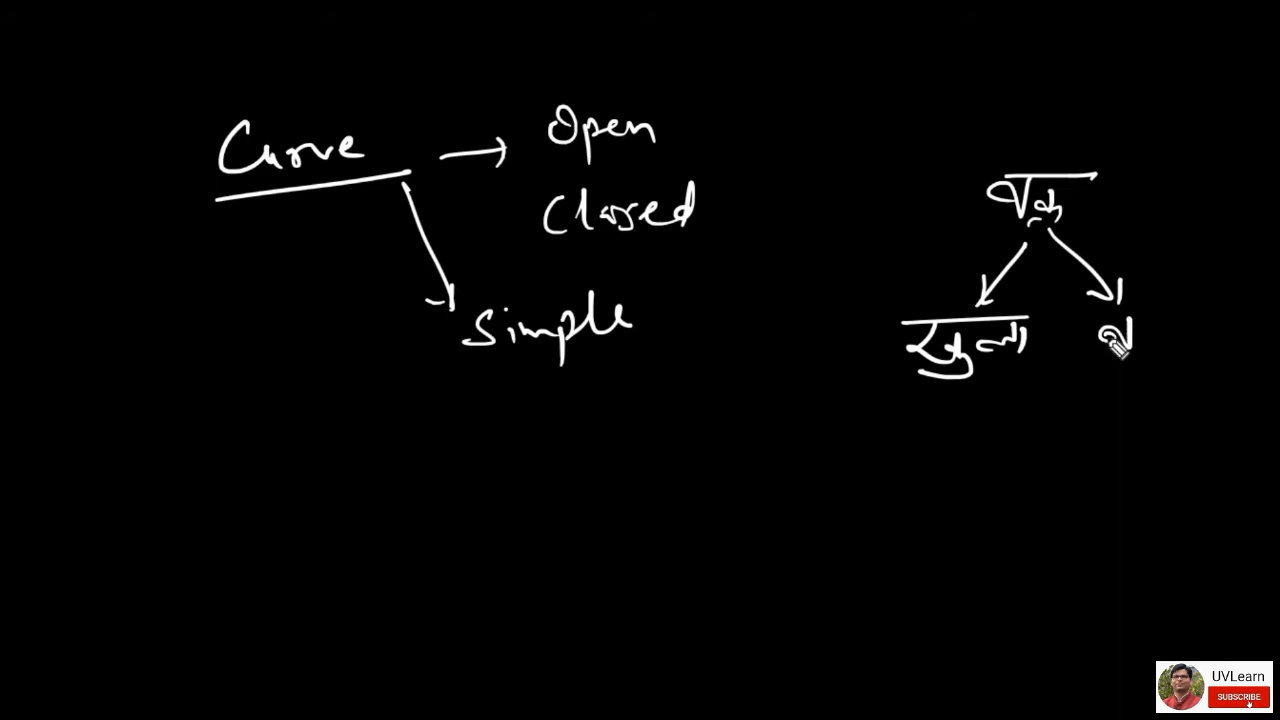 Curve → Open
Closed
Simple
वक्र
खुला
UVLearn
SUBSCRIBE